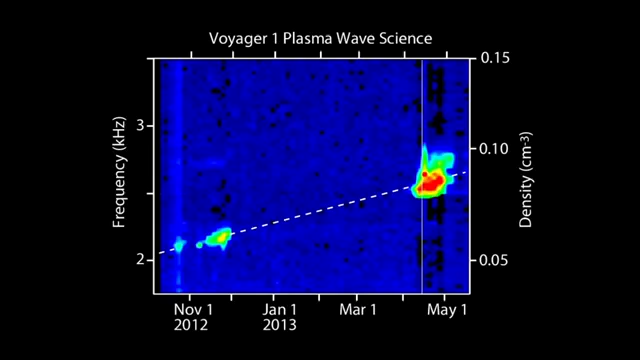 Voyager 1 Plasma Wave Science
Frequency (kHz)
3
2
0.15
0.10
0.05
Density (cm-3)
Nov 1
2012
Jan 1
2013
Mar 1
May 1